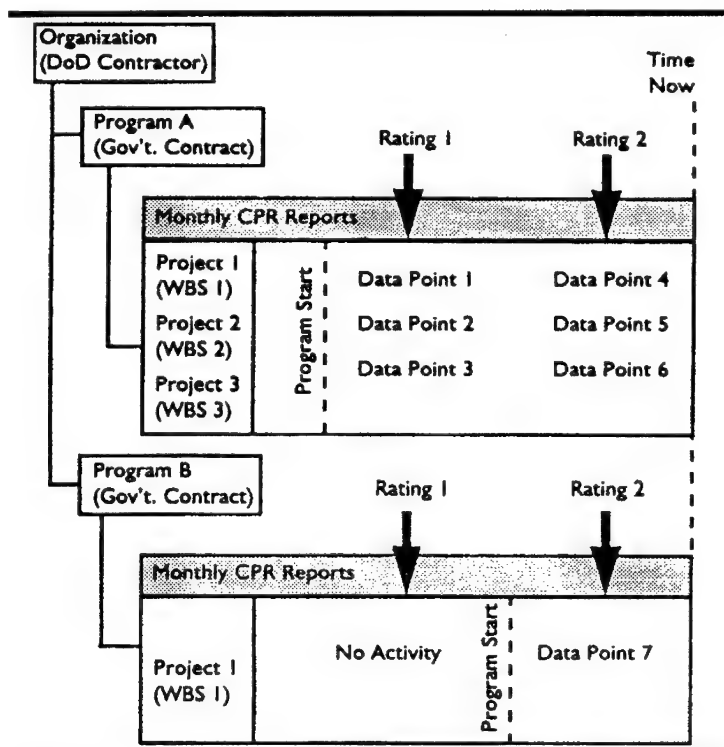 Organization
(DoD Contractor)
Time
Now
Program A
(Gov't. Contract)
Rating 1
Rating 2
Monthly CPR Reports
Project 1
(WBS 1)
Project 2
(WBS 2)
Project 3
(WBS 3)
Program Start
Data Point 1
Data Point 4
Data Point 2
Data Point 5
Data Point 3
Data Point 6
Program B
(Gov't. Contract)
Rating 1
Rating 2
Monthly CPR Reports
Project 1
(WBS 1)
No Activity
Program Start
Data Point 7